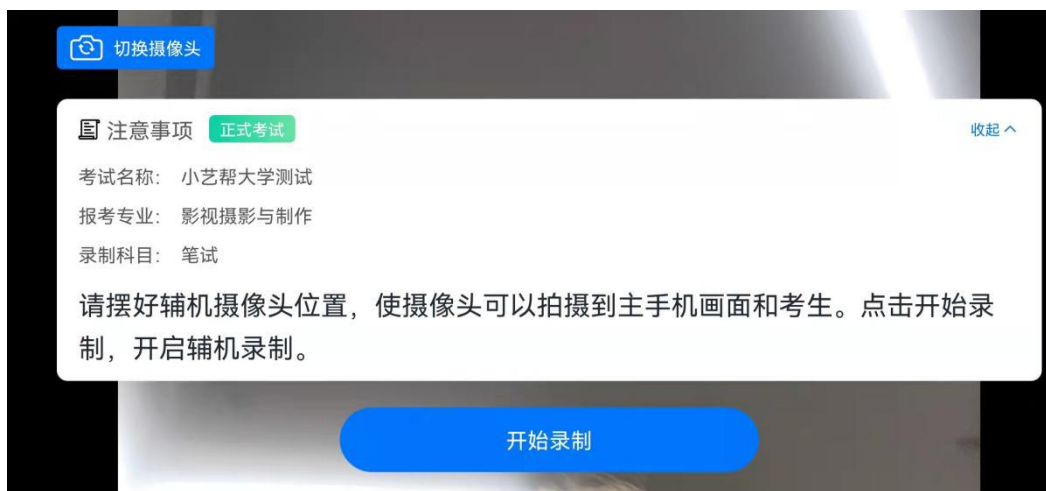 切换摄像头
注意事项 正式考试 收起
考试名称: 小艺帮大学测试
报考专业: 影视摄影与制作
录制科目: 笔试
请摆好辅机摄像头位置，使摄像头可以拍摄到主手机画面和考生。点击开始录
制，开启辅机录制。
开始录制